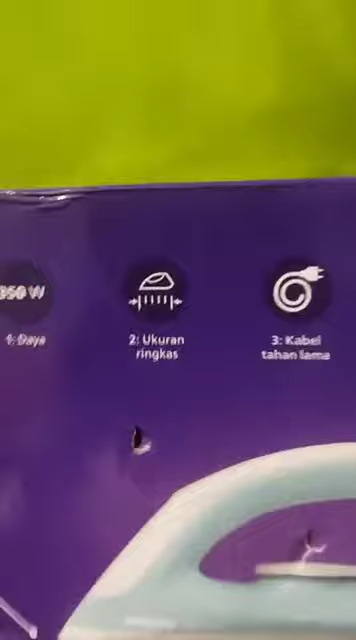 350 W
1: Daya
2: Ukuran
ringkas
3: Kabel
tahan lama